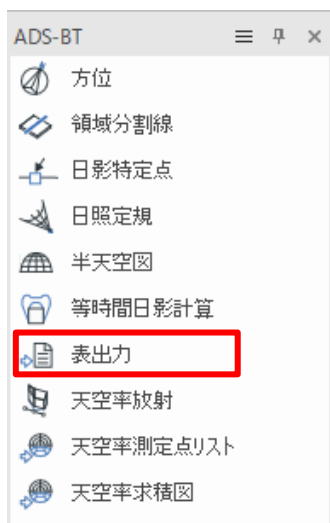 ADS-BT
方位
領域分割線
日影特定点
日照定規
半天空図
等時間日影計算
表出力
天空率放射
天空率測定点リスト
天空率求積図